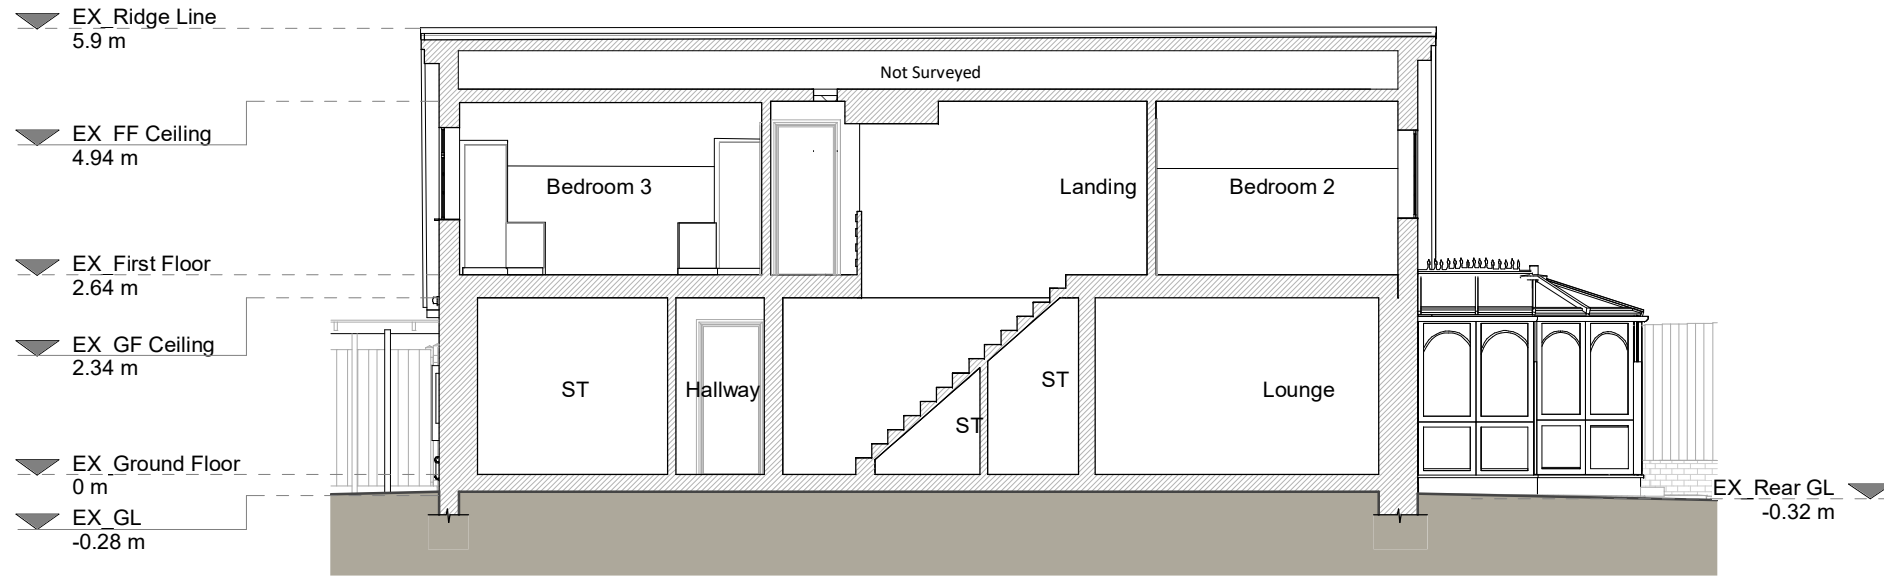 EX_Ridge Line
5.9 m
Not Surveyed
EX_FF Ceiling
4.94 m
Bedroom 3
Landing
Bedroom 2
EX_First Floor
2.64 m
EX_GF Ceiling
2.34 m
ST
Hallway
ST
Lounge
ST
EX_Ground Floor
0 m
EX_GL
-0.28 m
EX_Rear GL
-0.32 m